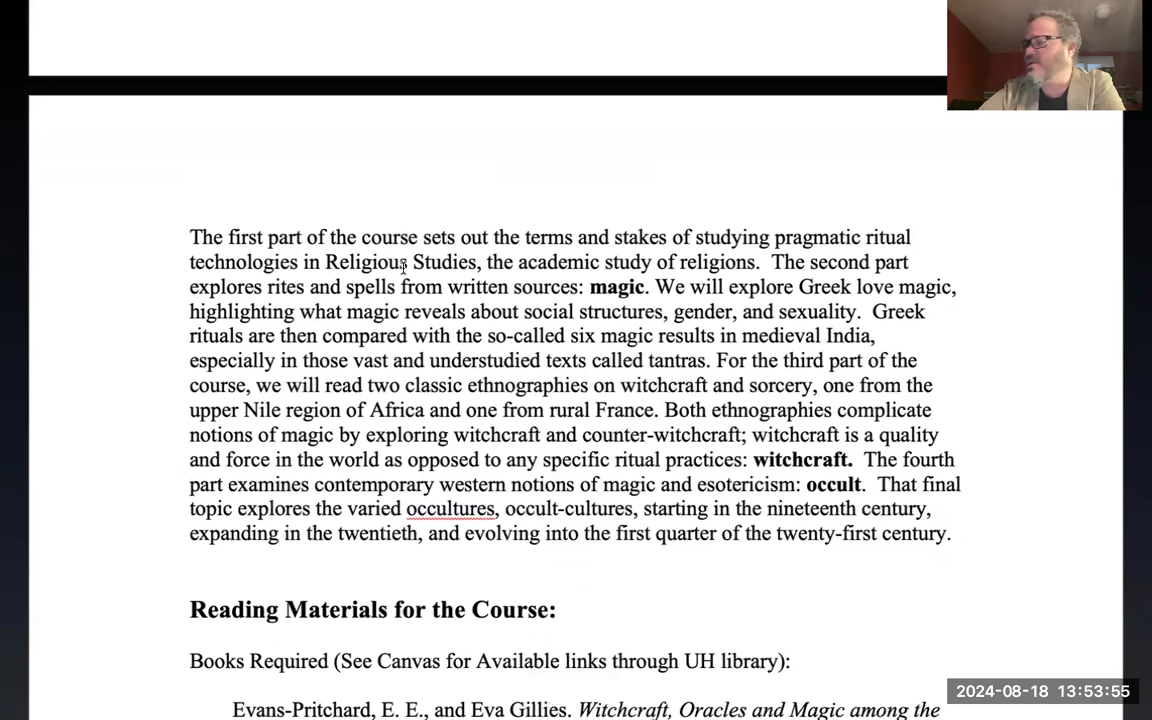 The first part of the course sets out the terms and stakes of studying pragmatic ritual
technologies in Religious Studies, the academic study of religions.  The second part
explores rites and spells from written sources: magic. We will explore Greek love magic,
highlighting what magic reveals about social structures, gender, and sexuality.  Greek
rituals are then compared with the so-called six magic results in medieval India,
especially in those vast and understudied texts called tantras. For the third part of the
course, we will read two classic ethnographies on witchcraft and sorcery, one from the
upper Nile region of Africa and one from rural France. Both ethnographies complicate
notions of magic by exploring witchcraft and counter-witchcraft; witchcraft is a quality
and force in the world as opposed to any specific ritual practices: witchcraft.  The fourth
part examines contemporary western notions of magic and esotericism: occult.  That final
topic explores the varied occultures, occult-cultures, starting in the nineteenth century,
expanding in the twentieth, and evolving into the first quarter of the twenty-first century.
Reading Materials for the Course:
Books Required (See Canvas for Available links through UH library):
Evans-Pritchard, E. E., and Eva Gillies. Witchcraft, Oracles and Magic among the
2024-08-18 13:53:55